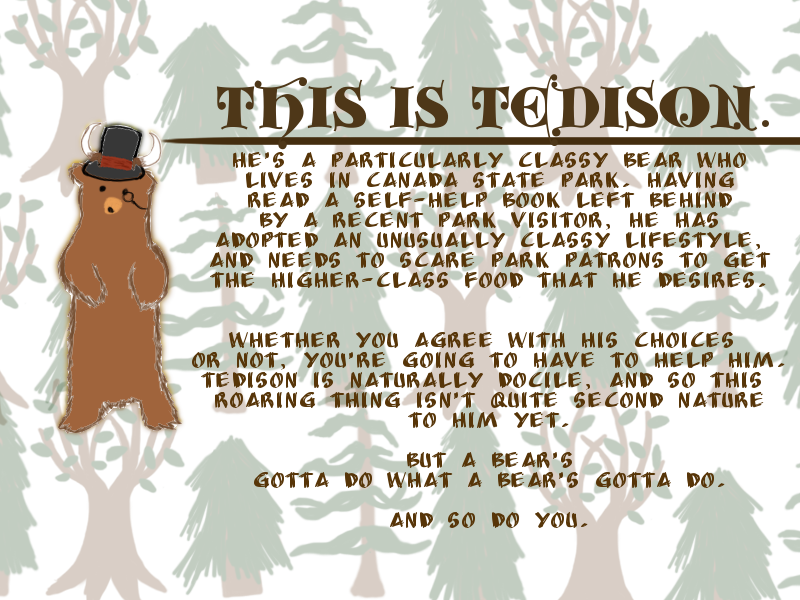 THIS IS TEDISON.
HE'S A PARTICULARLY CLASSY BEAR WHO
LIVES IN CANADA STATE PARK. HAVING
READ A SELF-HELP BOOK LEFT BEHIND
BY A RECENT PARK VISITOR, HE HAS
ADOPTED AN UNUSUALLY CLASSY LIFESTYLE,
AND NEEDS TO SCARE PARK PATRONS TO GET
THE HIGHER-CLASS FOOD THAT HE DESIRES.
WHETHER YOU AGREE WITH HIS CHOICES
OR NOT, YOU'RE GOING TO HAVE TO HELP HIM.
TEDISON IS NATURALLY DOCILE, AND SO THIS
ROARING THING ISN'T QUITE SECOND NATURE
TO HIM YET.
BUT A BEAR'S
GOTTA DO WHAT A BEAR'S GOTTA DO.
AND SO DO YOU.